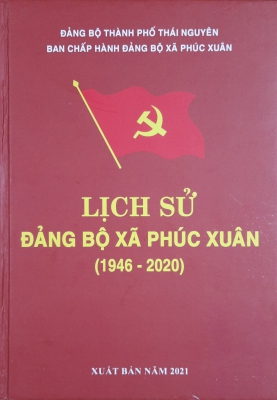 ĐẢNG BỘ THÀNH PHỐ THÁI NGUYÊN
BAN CHẤP HÀNH ĐẢNG BỘ XÃ PHÚC XUÂN
LỊCH SỬ
ĐẢNG BỘ XÃ PHÚC XUÂN
(1946 - 2020)
XUẤT BẢN NĂM 2021